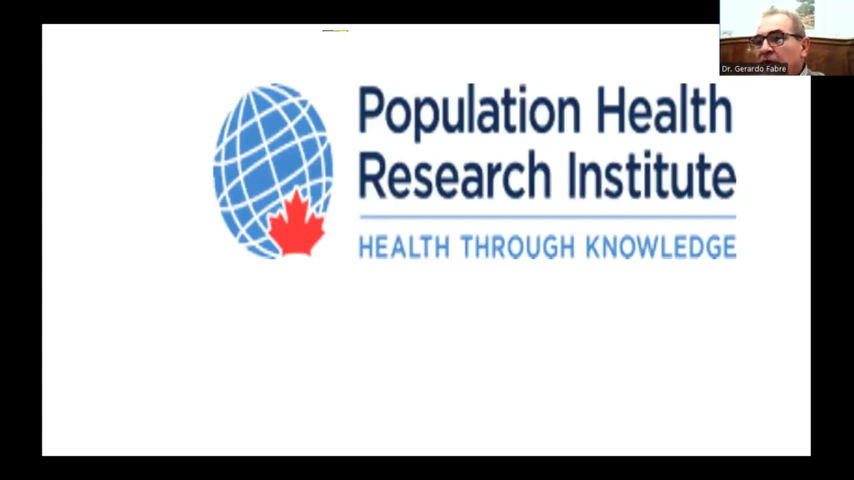 Population Health
Research Institute
HEALTH THROUGH KNOWLEDGE
Dr. Gerardo Fabre